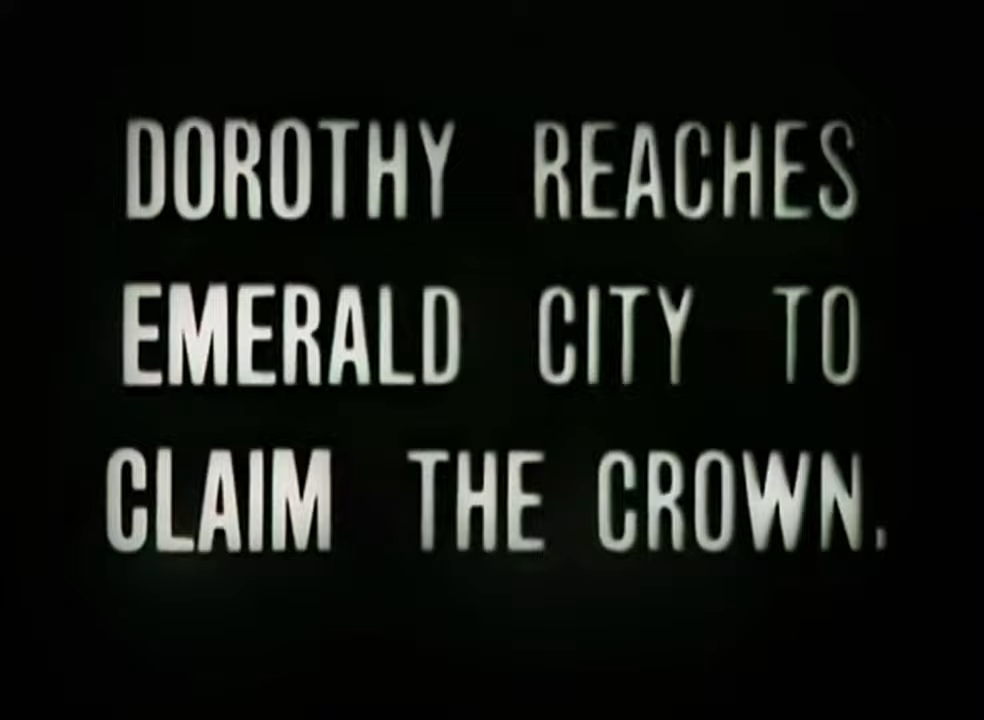 DOROTHY REACHES
EMERALD CITY TO
CLAIM THE CROWN.